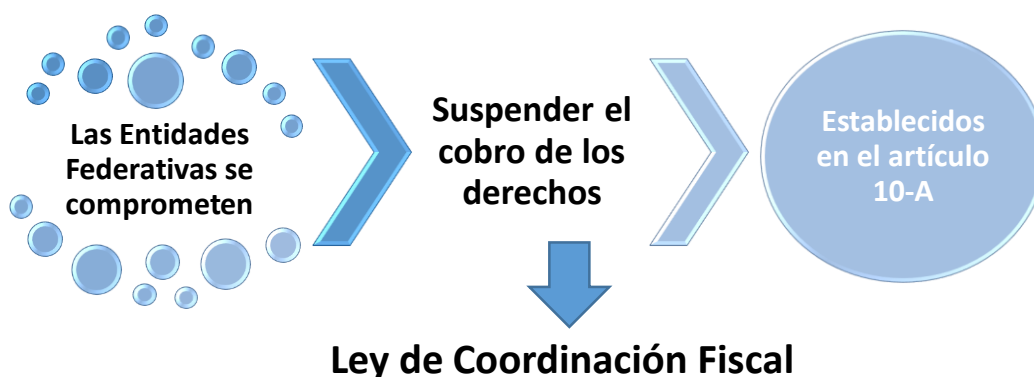 Las Entidades
Federativas se
comprometen
Suspender el
cobro de los
derechos
Establecidos
en el artículo
10-A
Ley de Coordinación Fiscal